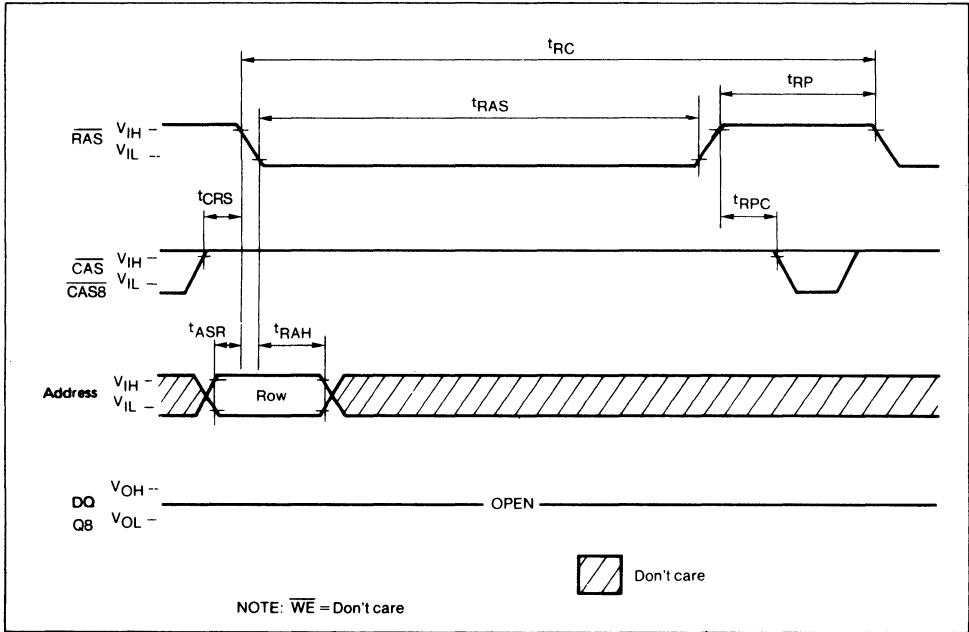 tRC
tRP
tRAS
RAS VIH
VIL
tCRS
tRPC
CAS VIH
CAS8 VIL
tASR tRAH
Address VIH
VIL
Row
DQ VOH
Q8 VOL
OPEN
Don't care
NOTE: WE = Don't care